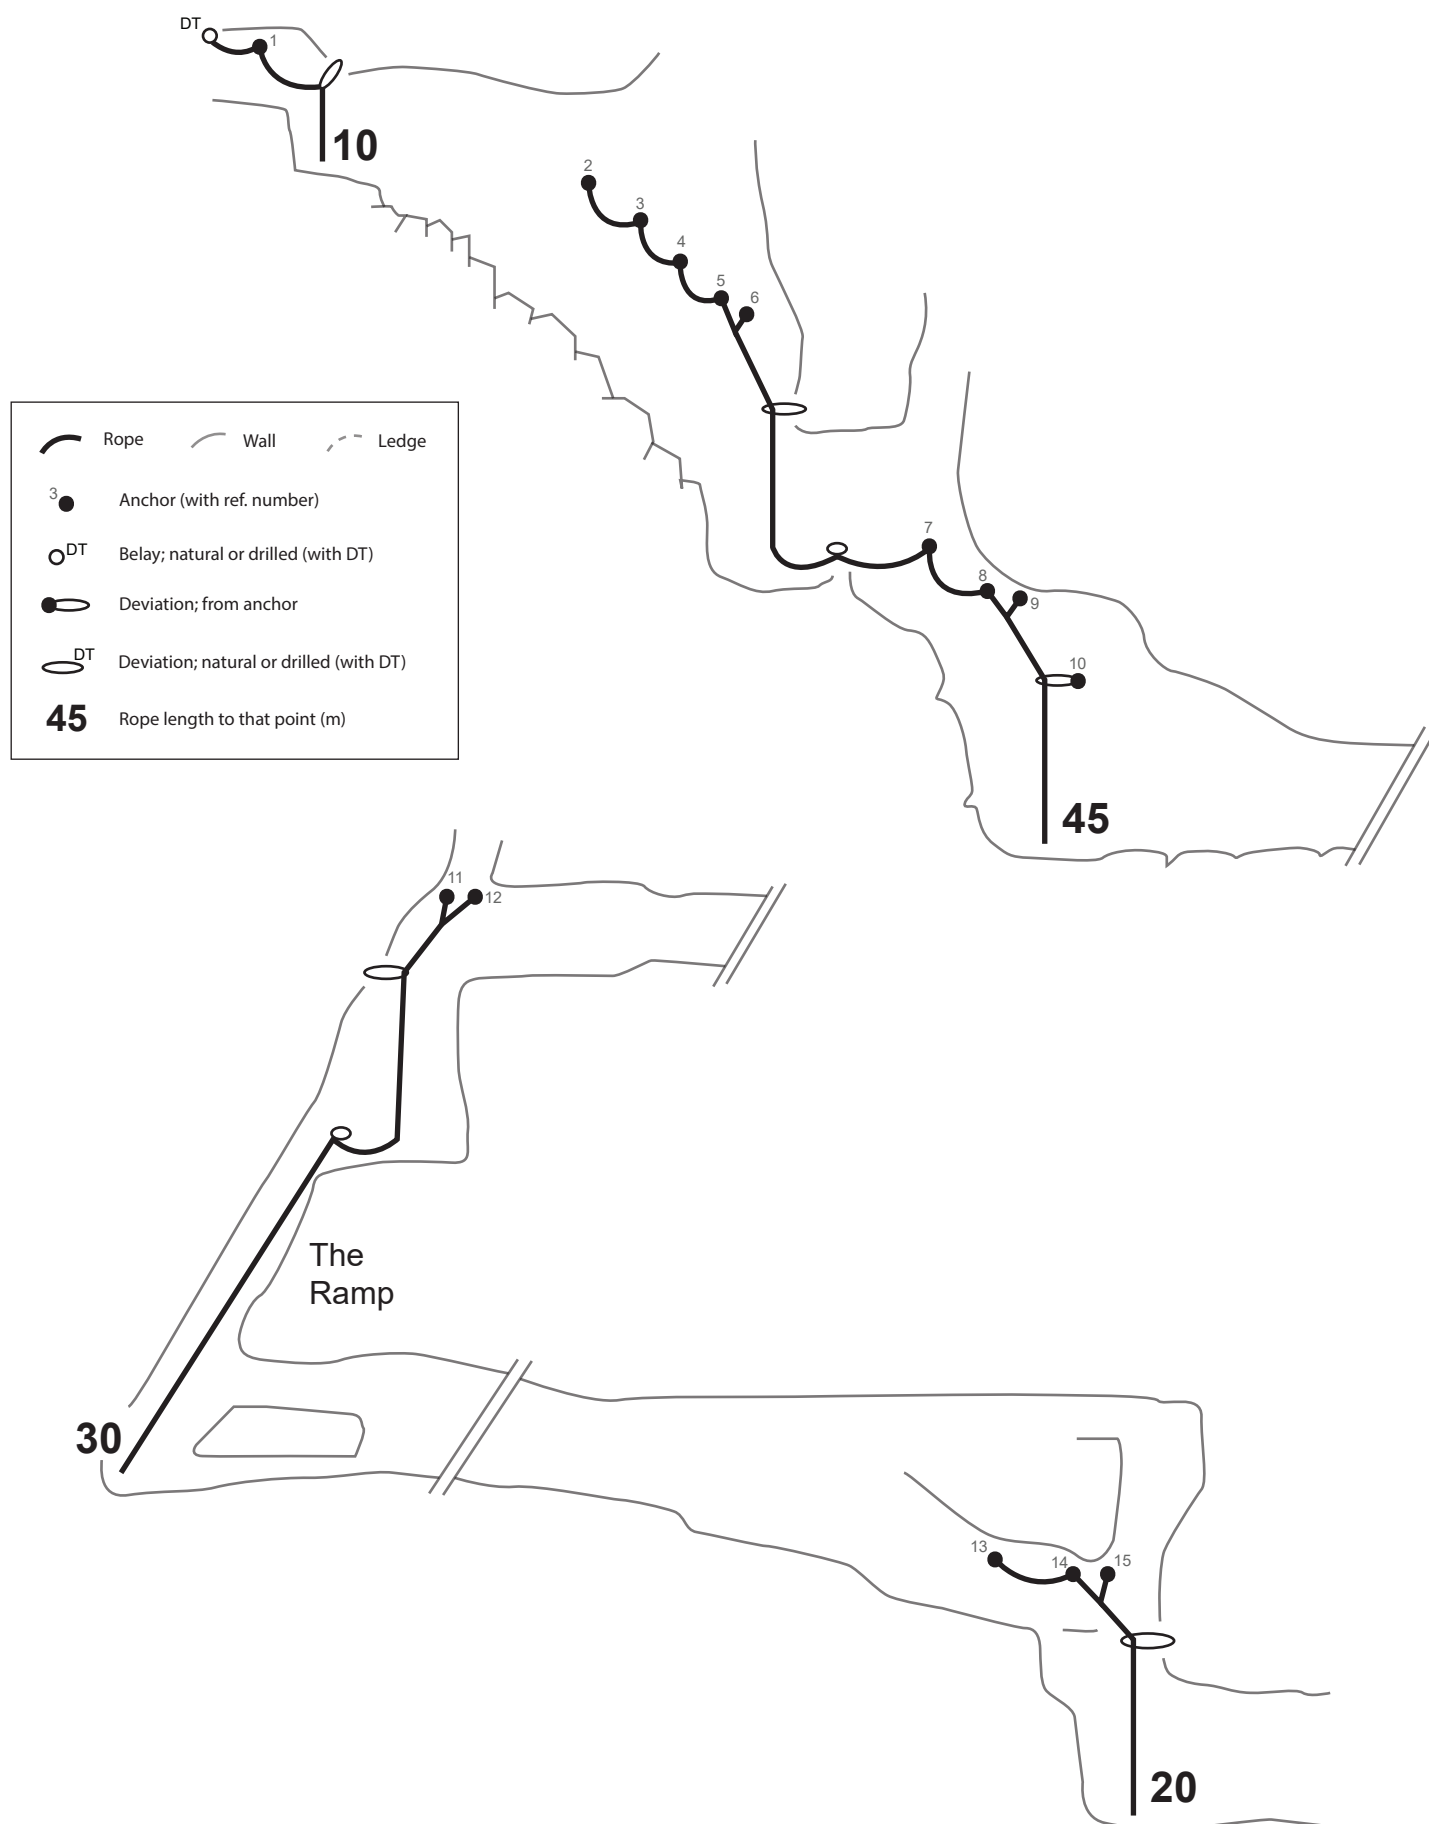 DT
1
10
2
3
4
5
6
Rope Wall Ledge
3 Anchor (with ref. number)
DT Belay; natural or drilled (with DT)
Deviation; from anchor
DT Deviation; natural or drilled (with DT)
45 Rope length to that point (m)
7
8
9
10
45
11
12
The
Ramp
30
13
14
15
20